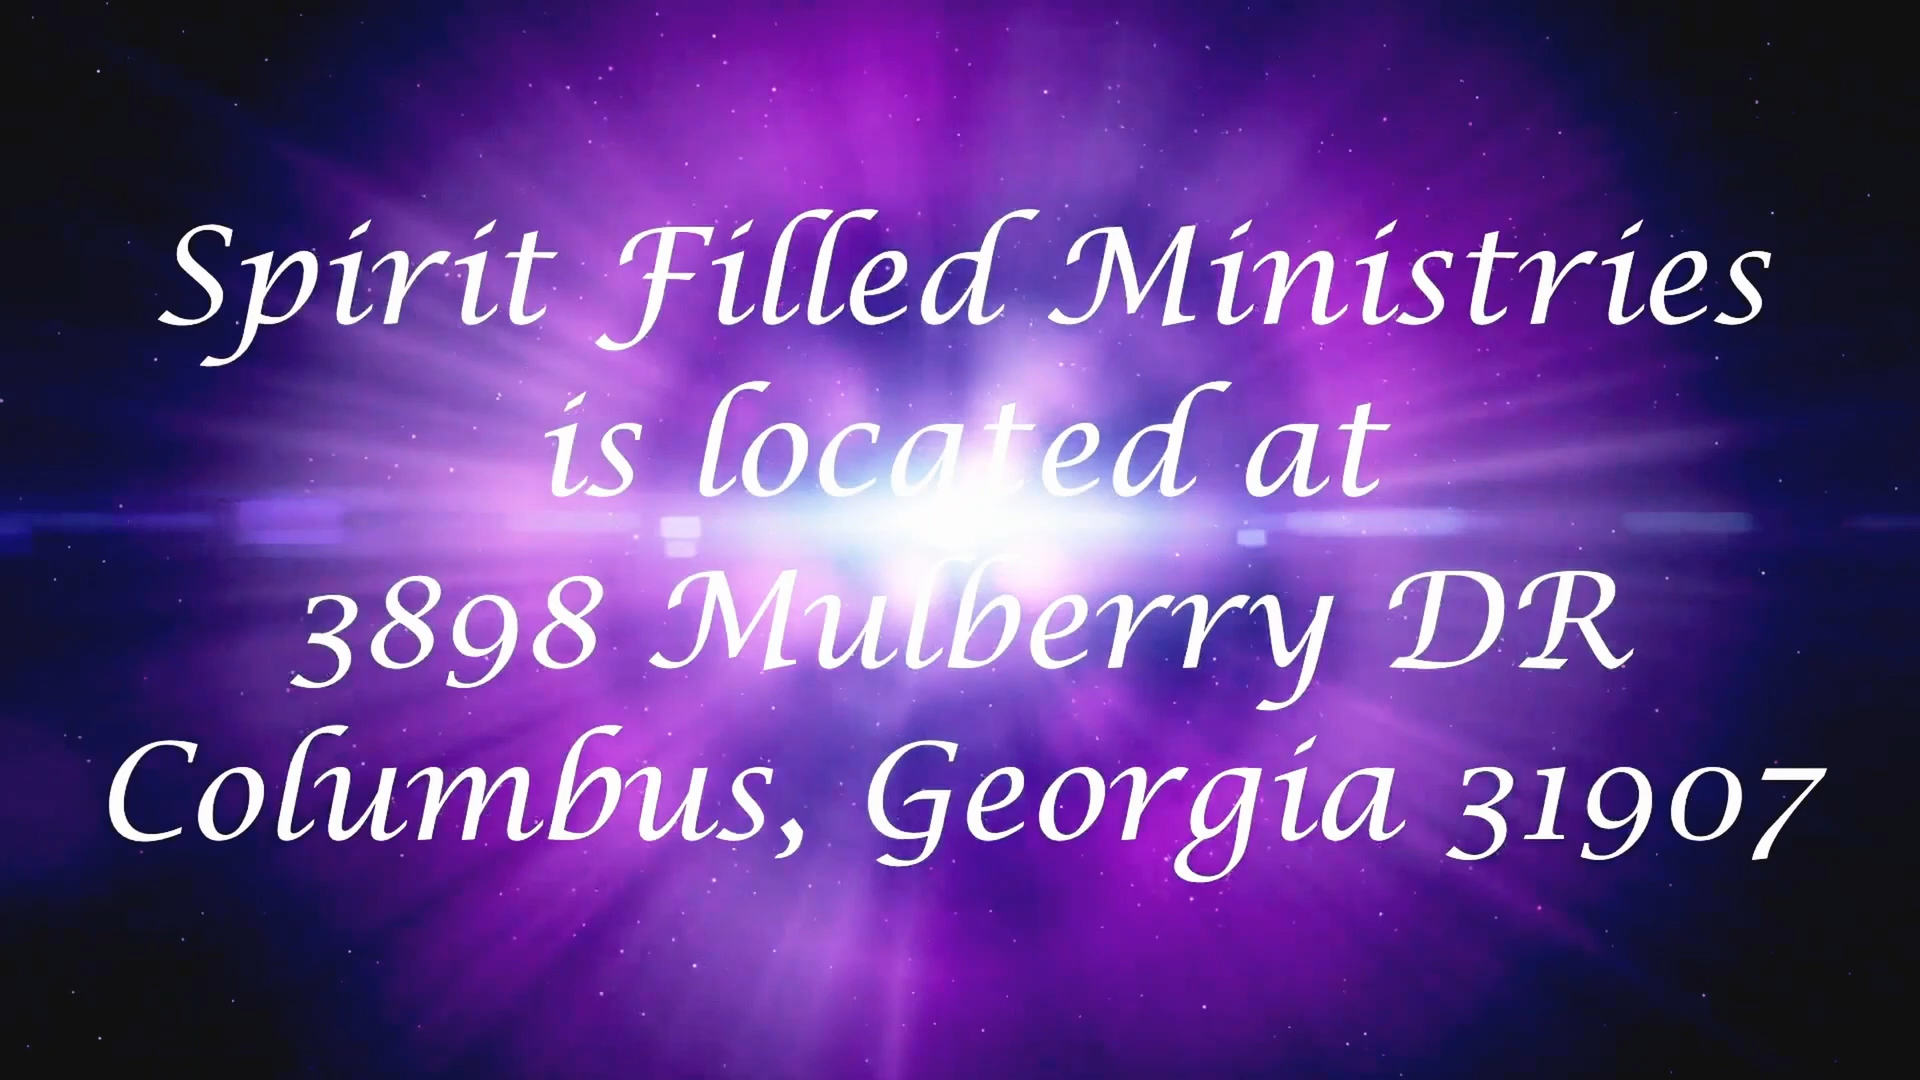 Spirit Filled Ministries
is located at
3898 Mulberry DR
Columbus, Georgia 31907